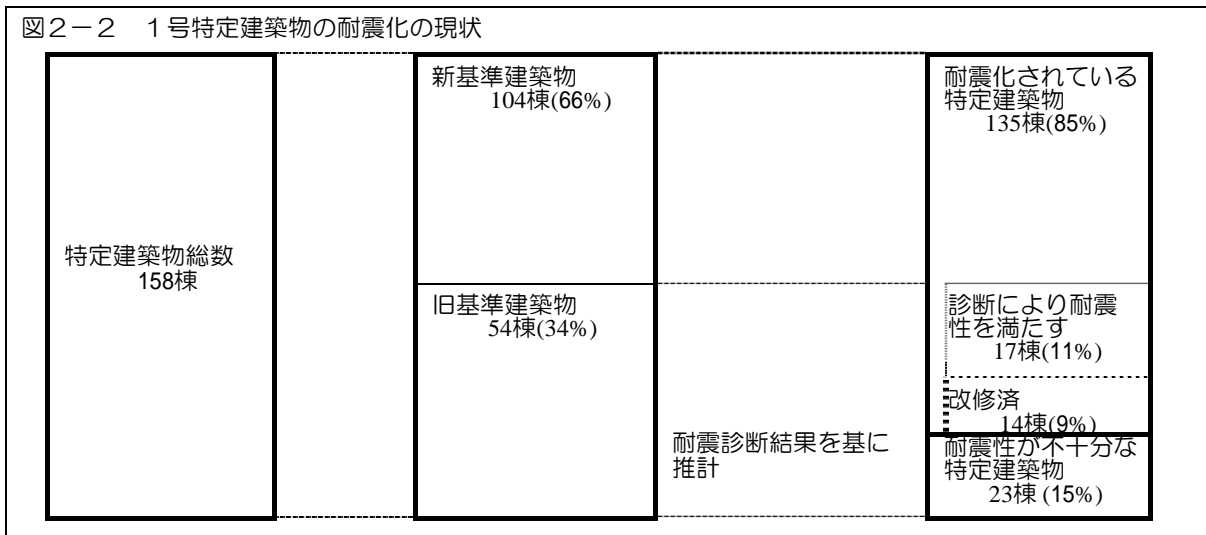 図2-2　1号特定建築物の耐震化の現状
特定建築物総数
158棟
新基準建築物
104棟(66%)
旧基準建築物
54棟(34%)
耐震診断結果を基に
推計
耐震化されている
特定建築物
135棟(85%)
診断により耐震
性を満たす
17棟(11%)
改修済
14棟(9%)
耐震性が不十分な
特定建築物
23棟 (15%)